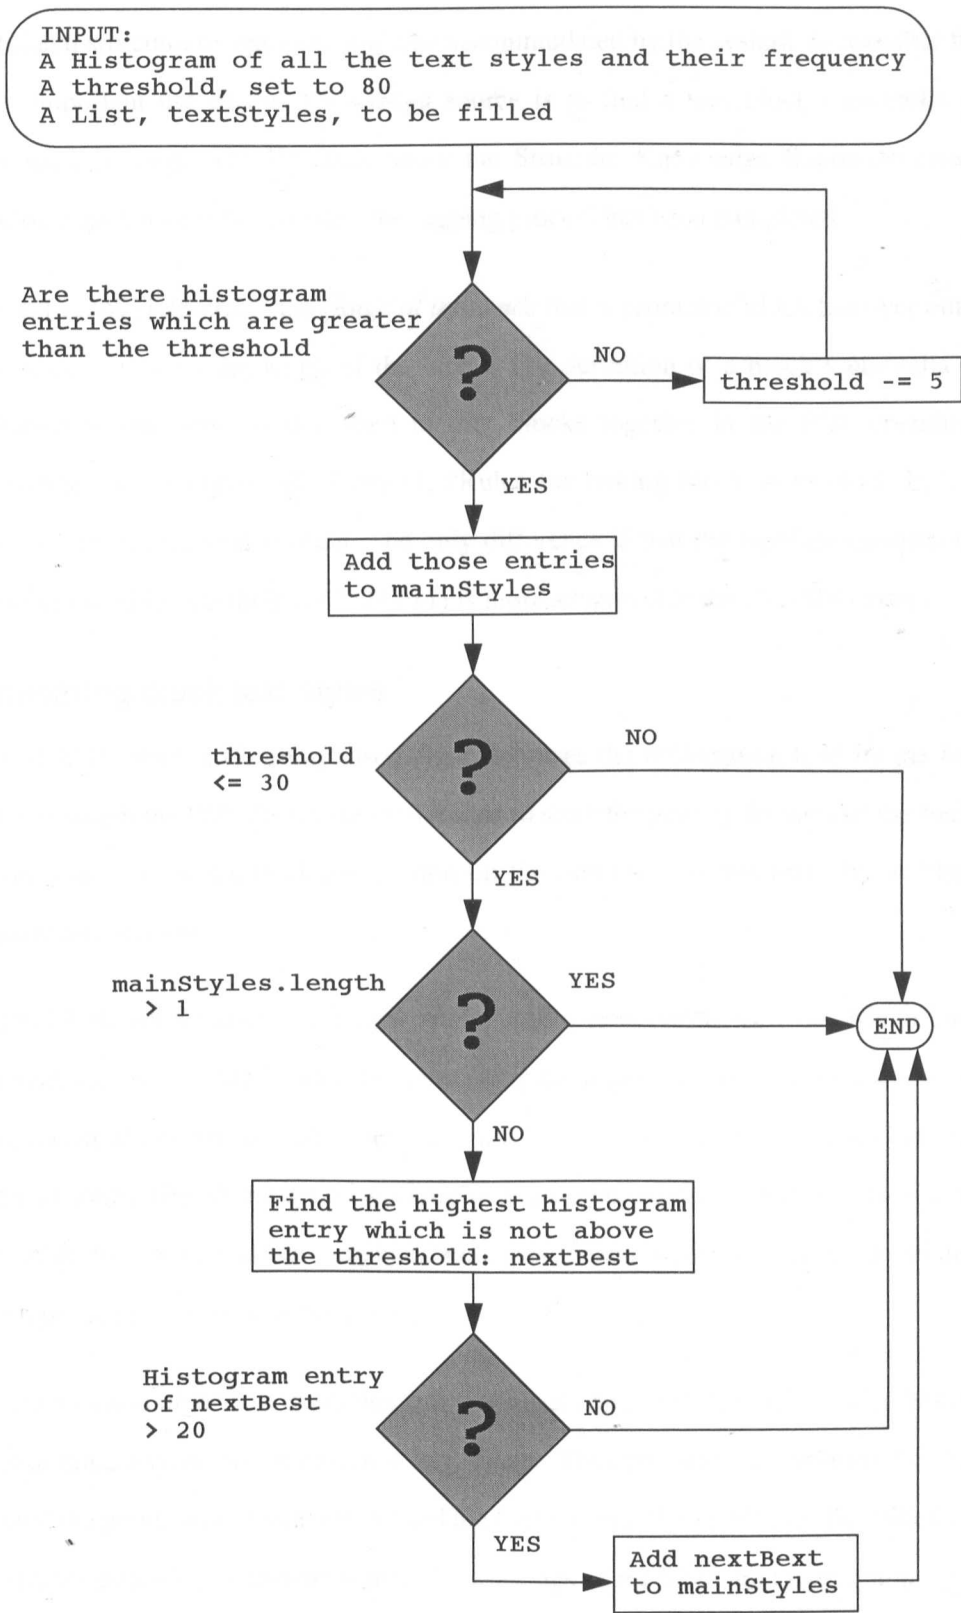 INPUT:
A Histogram of all the text styles and their frequency
A threshold, set to 80
A List, textStyles, to be filled
Are there histogram
entries which are greater
than the threshold
?
NO
threshold -= 5
YES
Add those entries
to mainStyles
threshold
<= 30
?
NO
YES
mainStyles.length
> 1
?
YES
END
NO
Find the highest histogram
entry which is not above
the threshold: nextBest
Histogram entry
of nextBest
> 20
?
NO
YES
Add nextBext
to mainStyles